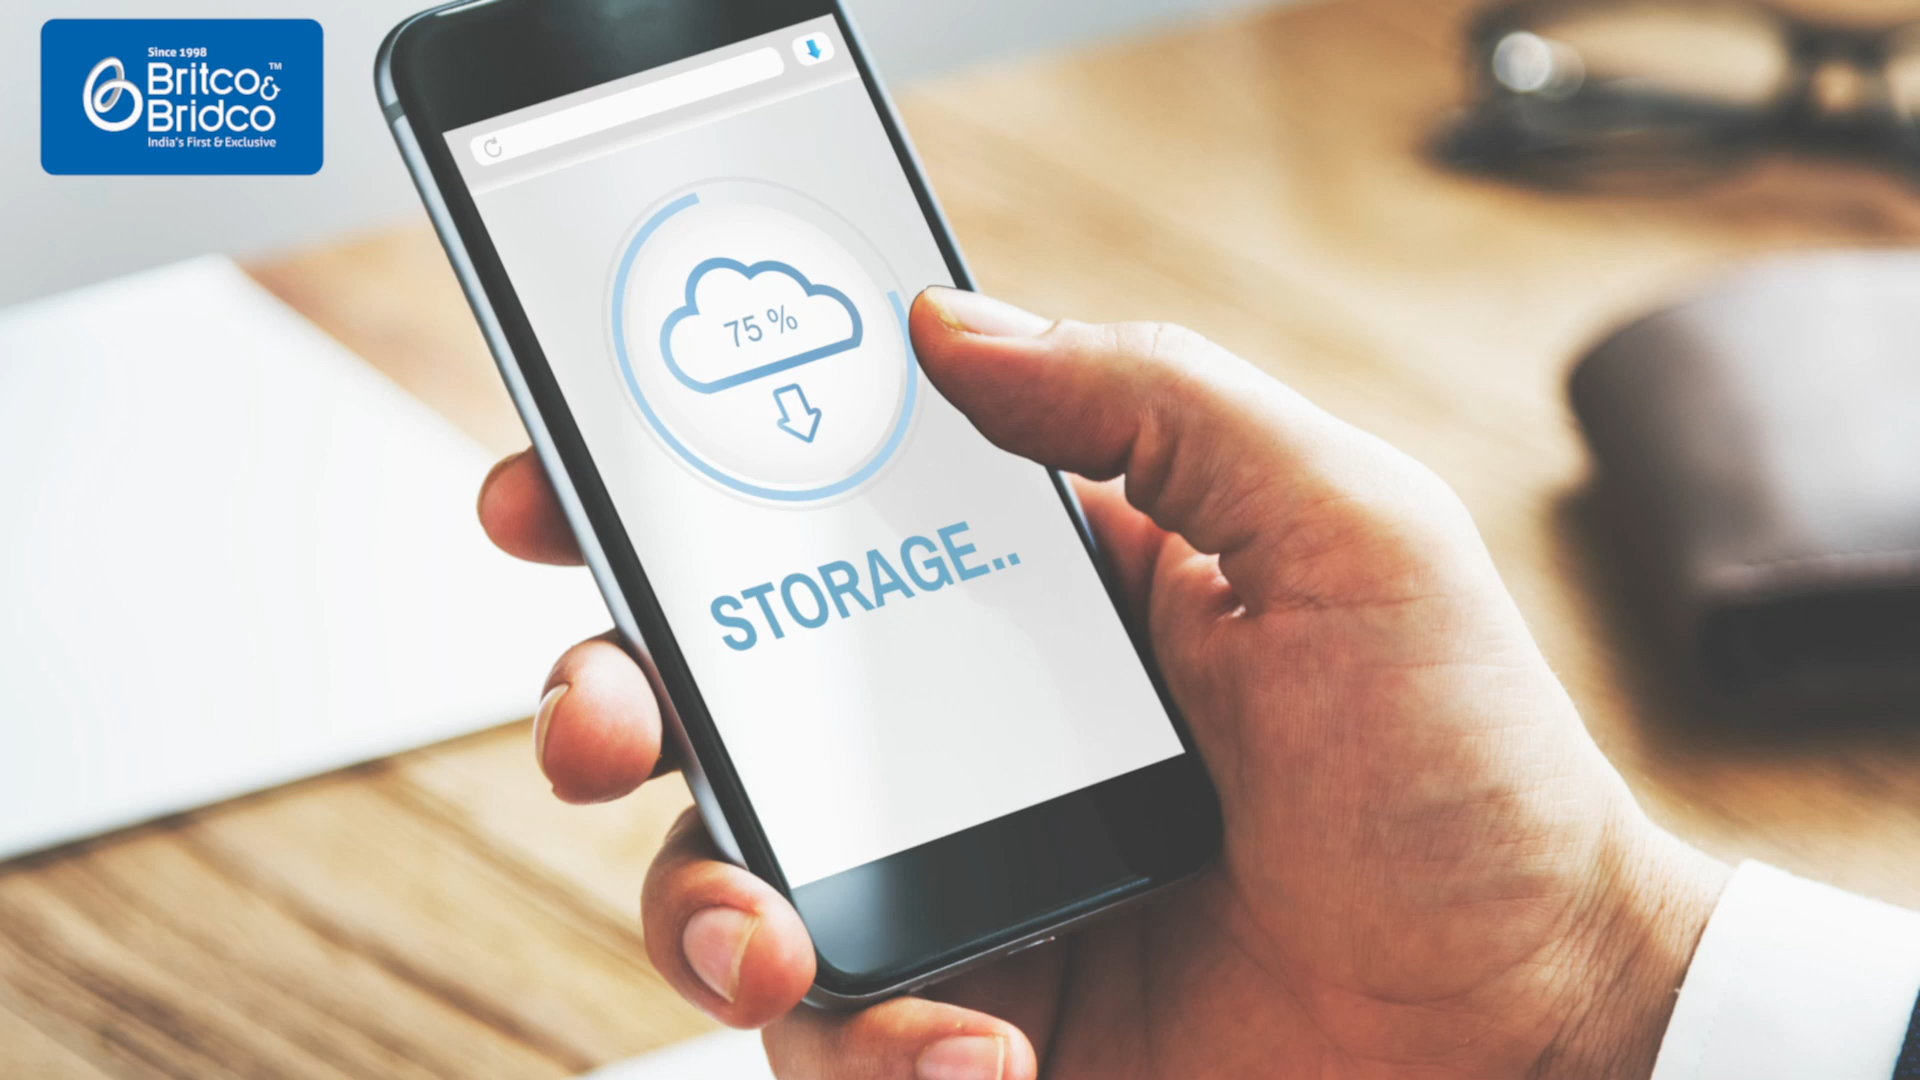 Since 1998
Britco &
Bridco
TM
India's First & Exclusive
75 %
STORAGE..